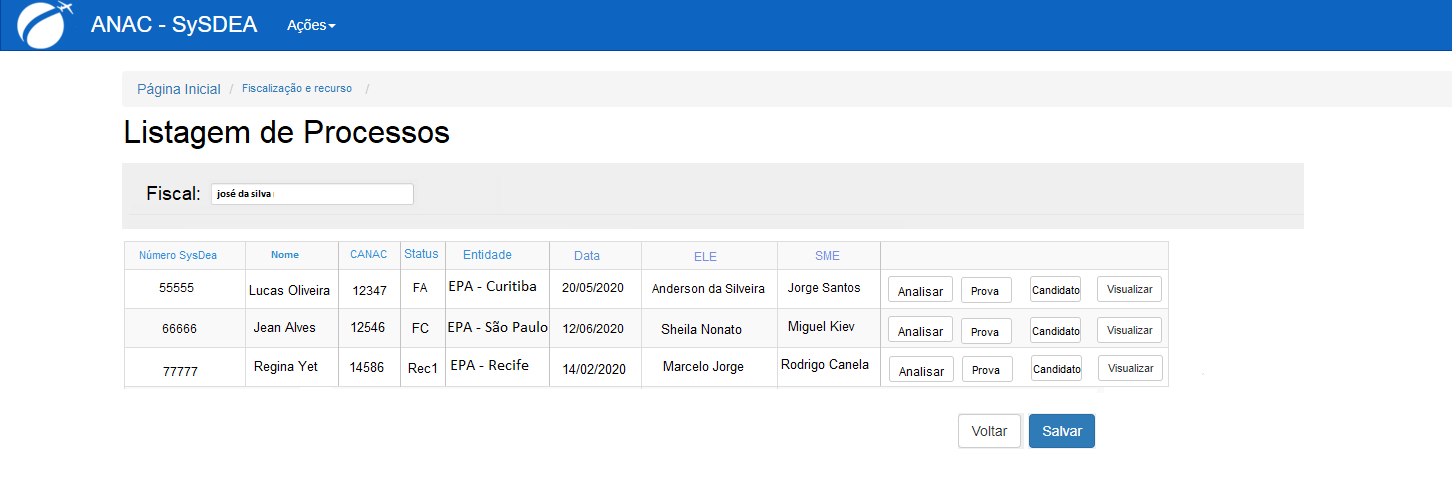 ANAC - SySDEA Ações
Página Inicial / Fiscalização e recurso /
Listagem de Processos
Fiscal: josé da silva
Número SysDea Nome CANAC Status Entidade Data ELE SME
55555 Lucas Oliveira 12347 FA EPA - Curitiba 20/05/2020 Anderson da Silveira Jorge Santos Analisar Prova Candidato Visualizar
66666 Jean Alves 12546 FC EPA - São Paulo 12/06/2020 Sheila Nonato Miguel Kiev Analisar Prova Candidato Visualizar
77777 Regina Yet 14586 Rec1 EPA - Recife 14/02/2020 Marcelo Jorge Rodrigo Canela Analisar Prova Candidato Visualizar
Voltar Salvar